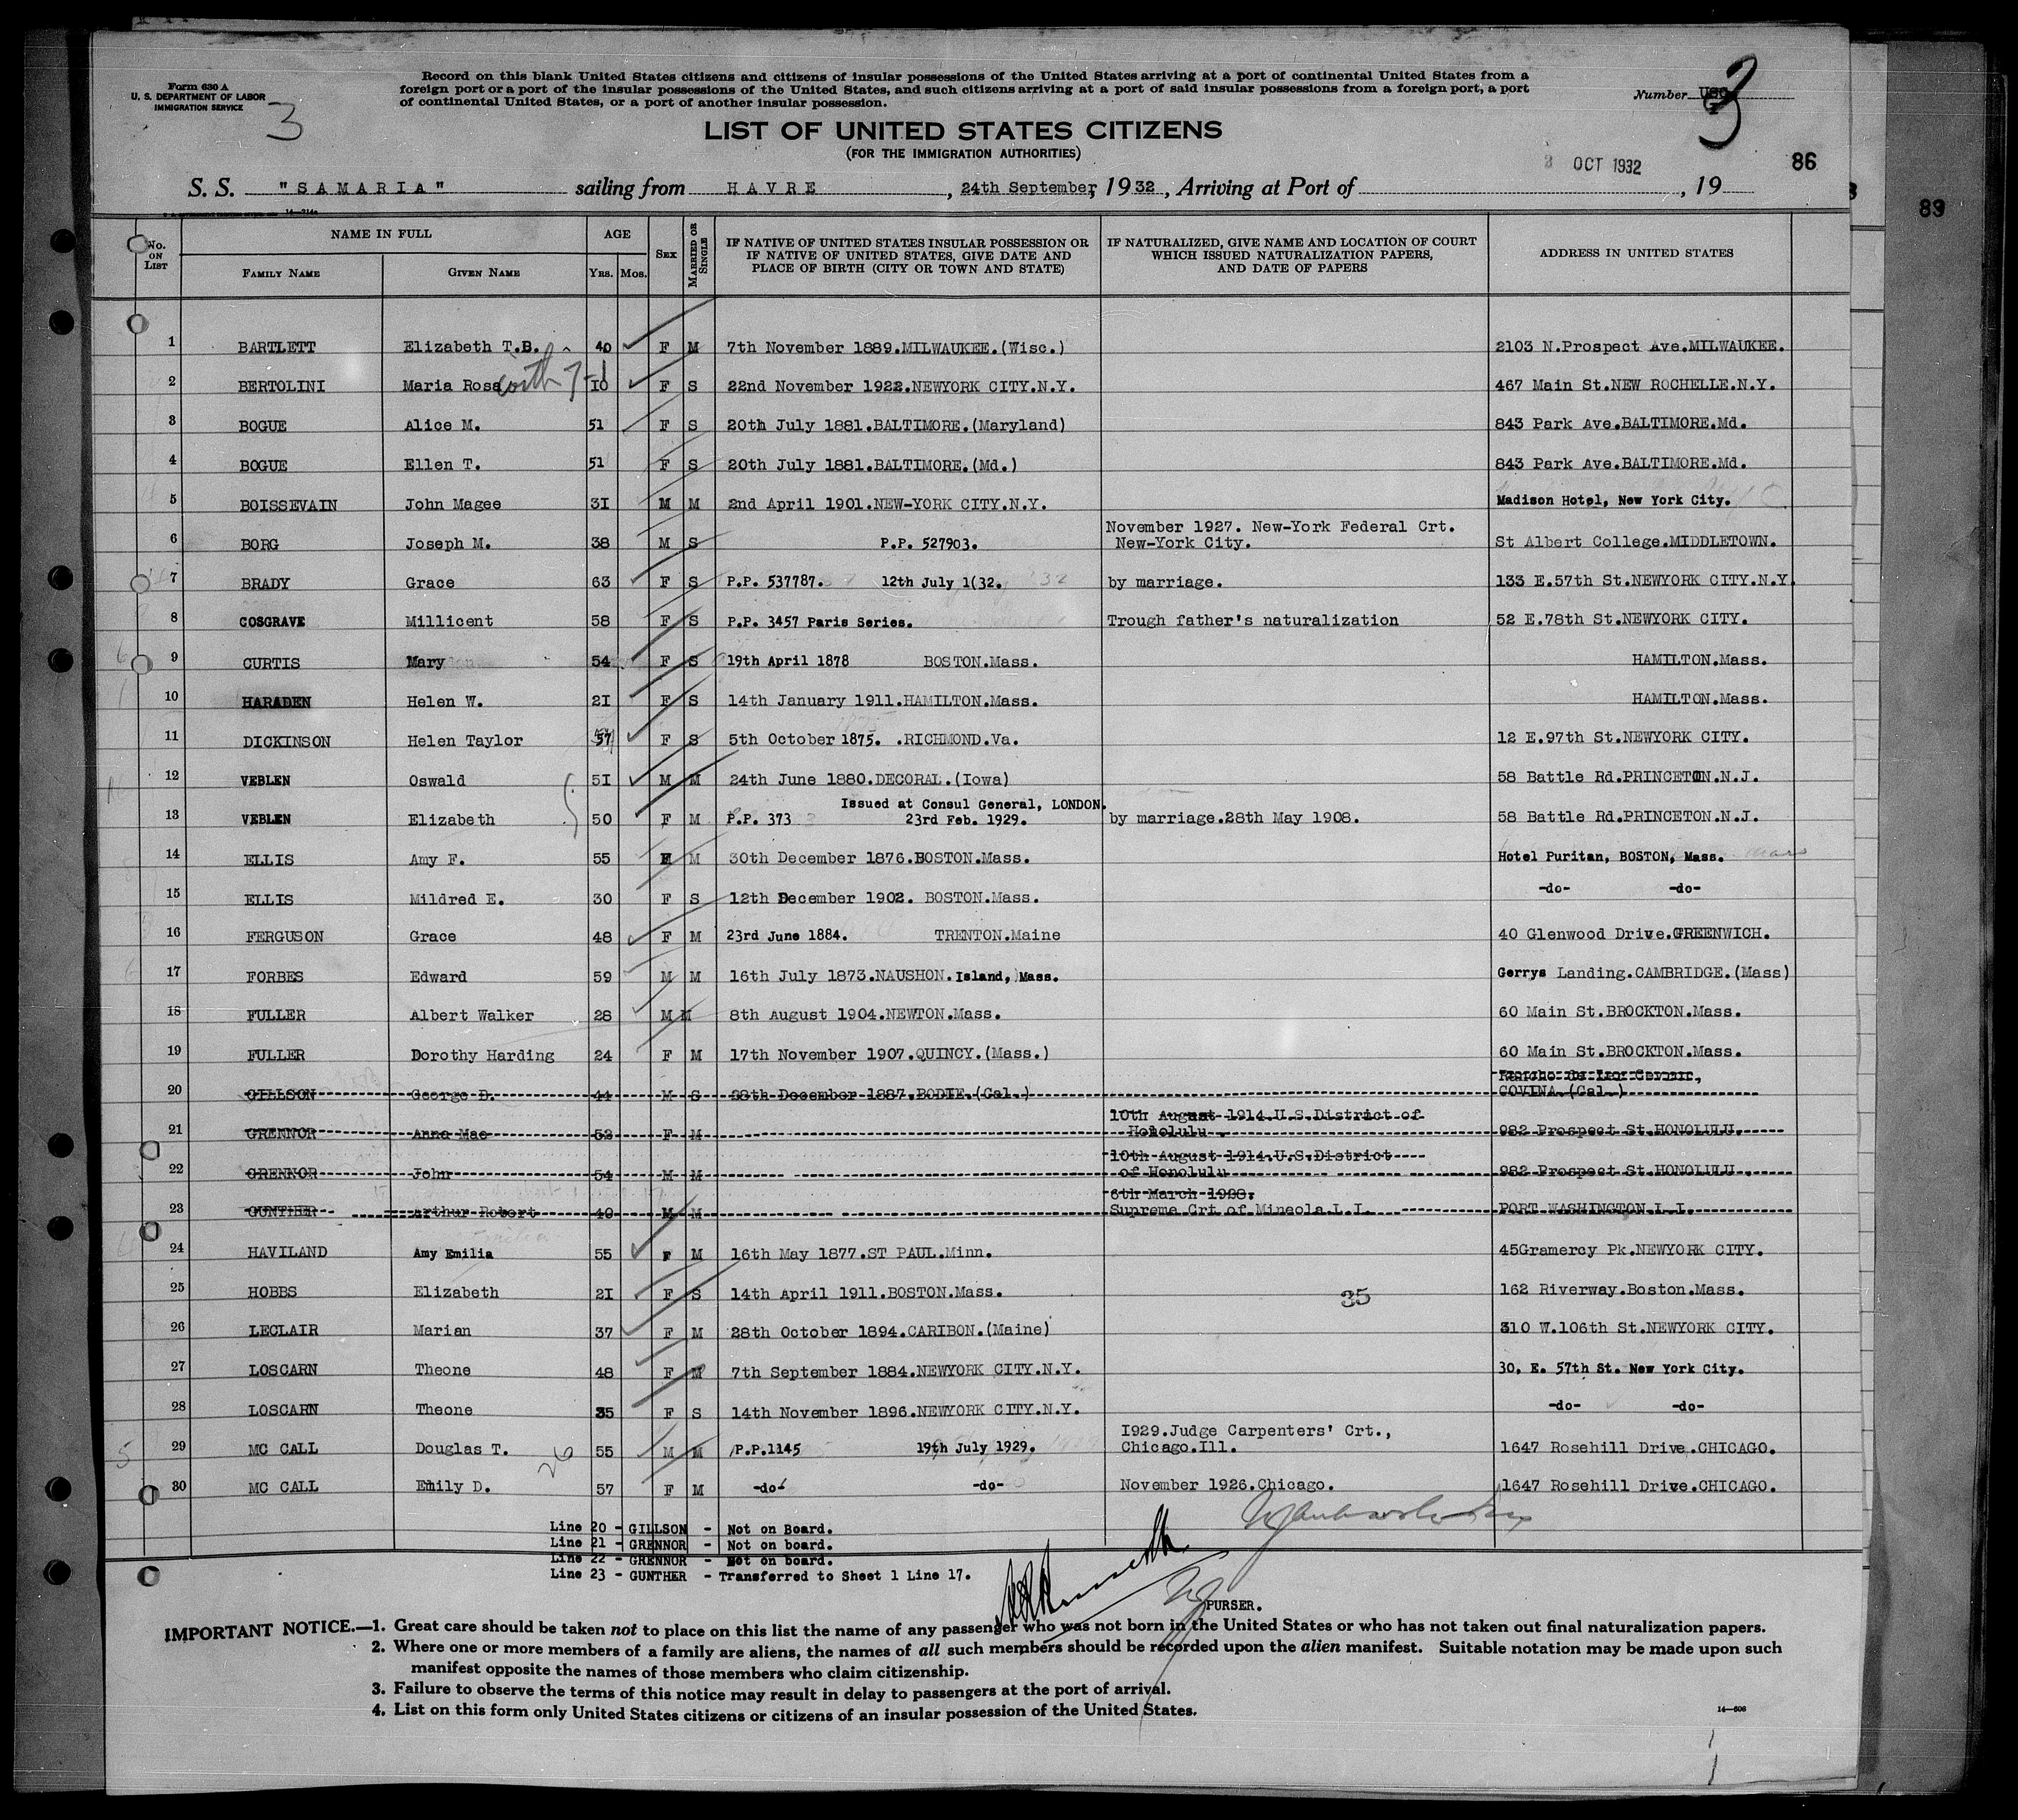 Form 630 A
U. S. DEPARTMENT OF LABOR
IMMIGRATION SERVICE
3
Record on this blank United States citizens and citizens of insular possessions of the United States arriving at a port of continental United States from a
foreign port or a port of the insular possessions of the United States, and such citizens arriving at a port of said insular possessions from a foreign port, a port
of continental United States, or a port of another insular possession.
Number
3
LIST OF UNITED STATES CITIZENS
(FOR THE IMMIGRATION AUTHORITIES)
OCT 1932
86
89
S. S. "SAMARIA" sailing from HAVRE, 24th September, 1932, Arriving at Port of , 19
No. ON LIST
NAME IN FULL
FAMILY NAME
GIVEN NAME
AGE
YRS. MOS.
SEX
MARRIED OR SINGLE
IF NATIVE OF UNITED STATES INSULAR POSSESSION OR
IF NATIVE OF UNITED STATES, GIVE DATE AND
PLACE OF BIRTH (CITY OR TOWN AND STATE)
IF NATURALIZED, GIVE NAME AND LOCATION OF COURT
WHICH ISSUED NATURALIZATION PAPERS,
AND DATE OF PAPERS
ADDRESS IN UNITED STATES
1 BARTLETT Elizabeth T.B. 40 F M 7th November 1889.MILWAUKEE.(Wisc.) 2103 N.Prospect Ave.MILWAUKEE.
2 BERTOLINI Maria Rosa with 7-1 I0 F S 22nd November 1922.NEWYORK CITY.N.Y. 467 Main St.NEW ROCHELLE.N.Y.
3 BOGUE Alice M. 51 F S 20th July 1881.BALTIMORE.(Maryland) 843 Park Ave.BALTIMORE.Md.
4 BOGUE Ellen T. 51 F S 20th July 1881.BALTIMORE.(Md.) 843 Park Ave.BALTIMORE.Md.
5 BOISSEVAIN John Magee 3I M M 2nd April 1901.NEW-YORK CITY.N.Y. Madison Hotel, New York City.
November 1927. New-York Federal Crt.
6 BORG Joseph M. 38 M S P.P. 527903. New-York City. St Albert College.MIDDLETOWN.
7 BRADY Grace 63 F S P.P. 537787. 12th July 1(32. by marriage. 133 E.57th St.NEWYORK CITY.N.Y.
8 COSGRAVE Millicent 58 F S P.P. 3457 Paris Series. Trough father's naturalization 52 E.78th St.NEWYORK CITY.
9 CURTIS Mary 54 F S 19th April 1878 BOSTON.Mass. HAMILTON.Mass.
10 HARADEN Helen W. 2I F S 14th January 1911.HAMILTON.Mass. HAMILTON.Mass.
11 DICKINSON Helen Taylor 57 F S 5th October 1875. .RICHMOND.Va. 12 E.97th St.NEWYORK CITY.
12 VEBLEN Oswald 5I M M 24th June 1880.DECORAL.(Iowa) 58 Battle Rd.PRINCETON.N.J.
Issued at Consul General, LONDON.
13 VEBLEN Elizabeth 50 F M P.P. 373 23rd Feb. 1929. by marriage.28th May 1908. 58 Battle Rd.PRINCETON.N.J.
14 ELLIS Amy F. 55 F M 30th December 1876.BOSTON.Mass. Hotel Puritan, BOSTON, Mass.
15 ELLIS Mildred E. 30 F S 12th December 1902. BOSTON.Mass. -do- -do-
16 FERGUSON Grace 48 F M 23rd June 1884. TRENTON.Maine 40 Glenwood Drive.GREENWICH.
17 FORBES Edward 59 M M 16th July 1873.NAUSHON.Island, Mass. Gerrys Landing.CAMBRIDGE.(Mass)
18 FULLER Albert Walker 28 M M 8th August 1904.NEWTON.Mass. 60 Main St.BROCKTON.Mass.
19 FULLER Dorothy Harding 24 F M 17th November 1907.QUINCY.(Mass.) 60 Main St.BROCKTON.Mass.
20 GILLSON George D. 44 M S 28th December 1887.BODIE.(Cal.) COVINA.(Cal.)
10th August 1914.U.S.District of
21 GRENNOR Anna Mae 52 F M Honolulu. 982 Prospect St.HONOLULU.
10th August 1914.U.S.District
22 GRENNOR John 54 M M of Honolulu 982 Prospect St.HONOLULU.
6th March 1928.
23 GUNTHER Arthur Robert 40 M M Supreme Crt of Mineola.L.I. PORT WASHINGTON.L.I.
24 HAVILAND Amy Emilia 55 F M 16th May 1877.ST PAUL.Minn. 45Gramercy Pk.NEWYORK CITY.
25 HOBBS Elizabeth 2I F S 14th April 1911.BOSTON.Mass. 35 162 Riverway.Boston.Mass.
26 LECLAIR Marian 37 F M 28th October 1894.CARIBON.(Maine) 310 W.106th St.NEWYORK CITY.
27 LOSCARN Theone 48 F M 7th September 1884.NEWYORK CITY.N.Y. 30, E. 57th St. New York City.
28 LOSCARN Theone 35 F S 14th November 1896.NEWYORK CITY.N.Y. -do- -do-
I929.Judge Carpenters' Crt.,
29 MC CALL Douglas T. 55 M M P.P.1145 19th July 1929. Chicago.Ill. 1647 Rosehill Drive.CHICAGO.
5
26
30 MC CALL Emily D. 57 F M -do- -do- November 1926.Chicago. 1647 Rosehill Drive.CHICAGO.
Line 20 - GILLSON - Not on Board.
Line 21 - GRENNOR - Not on board.
Line 22 - GRENNOR - Not on board.
Line 23 - GUNTHER - Transferred to Sheet 1 Line 17.
PURSER.
IMPORTANT NOTICE.—1. Great care should be taken not to place on this list the name of any passenger who was not born in the United States or who has not taken out final naturalization papers.
2. Where one or more members of a family are aliens, the names of all such members should be recorded upon the alien manifest. Suitable notation may be made upon such
manifest opposite the names of those members who claim citizenship.
3. Failure to observe the terms of this notice may result in delay to passengers at the port of arrival.
4. List on this form only United States citizens or citizens of an insular possession of the United States.
14—506